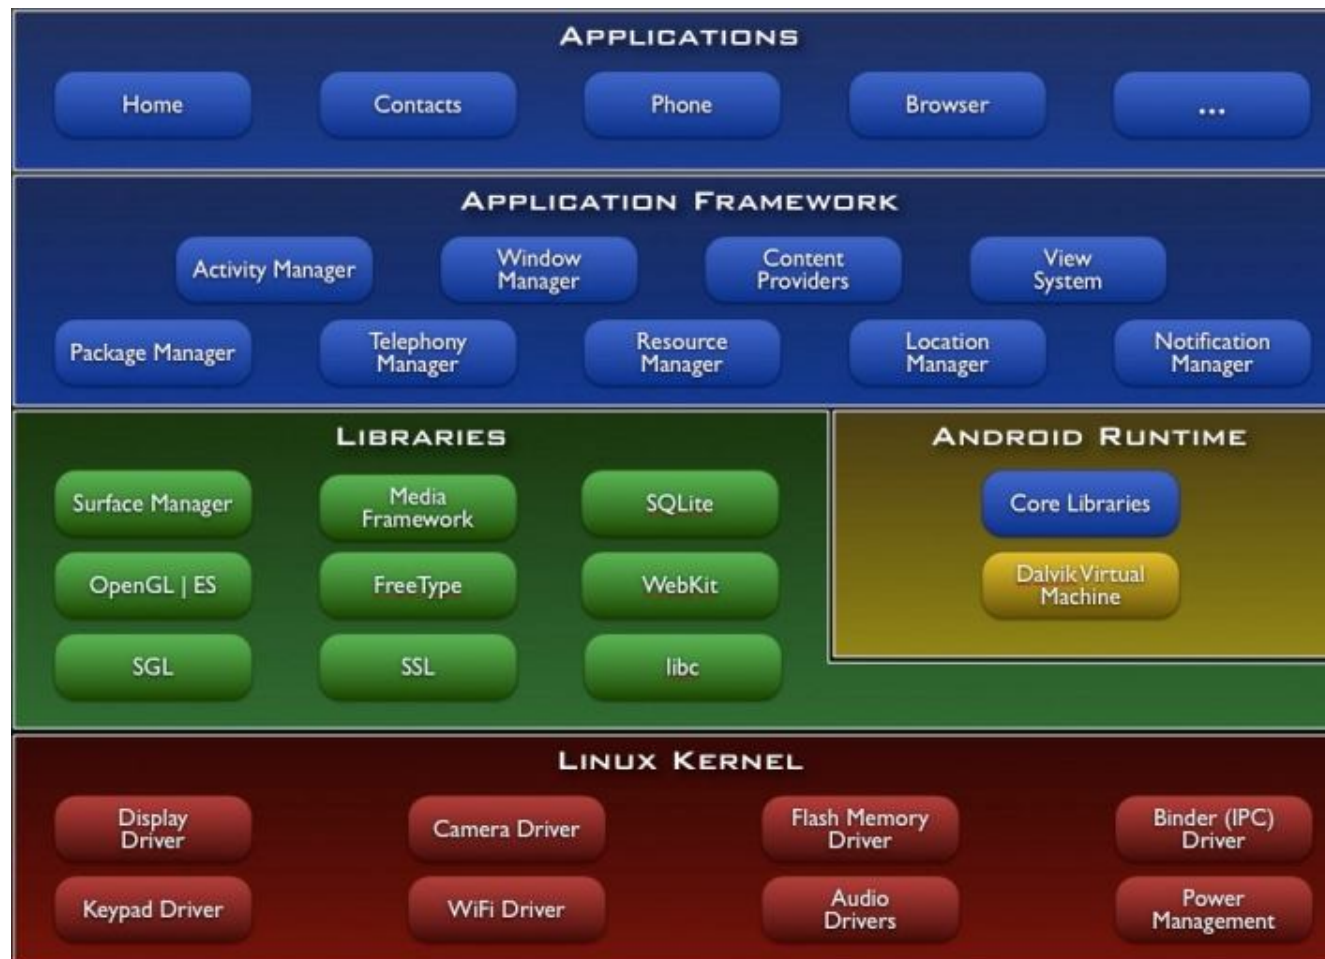 APPLICATIONS
Home
Contacts
Phone
Browser
...
APPLICATION FRAMEWORK
Activity Manager
Window
Manager
Content
Providers
View
System
Package Manager
Telephony
Manager
Resource
Manager
Location
Manager
Notification
Manager
LIBRARIES
Surface Manager
Media
Framework
SQLite
OpenGL | ES
FreeType
WebKit
SGL
SSL
libc
ANDROID RUNTIME
Core Libraries
Dalvik Virtual
Machine
LINUX KERNEL
Display
Driver
Camera Driver
Flash Memory
Driver
Binder (IPC)
Driver
Keypad Driver
WiFi Driver
Audio
Drivers
Power
Management